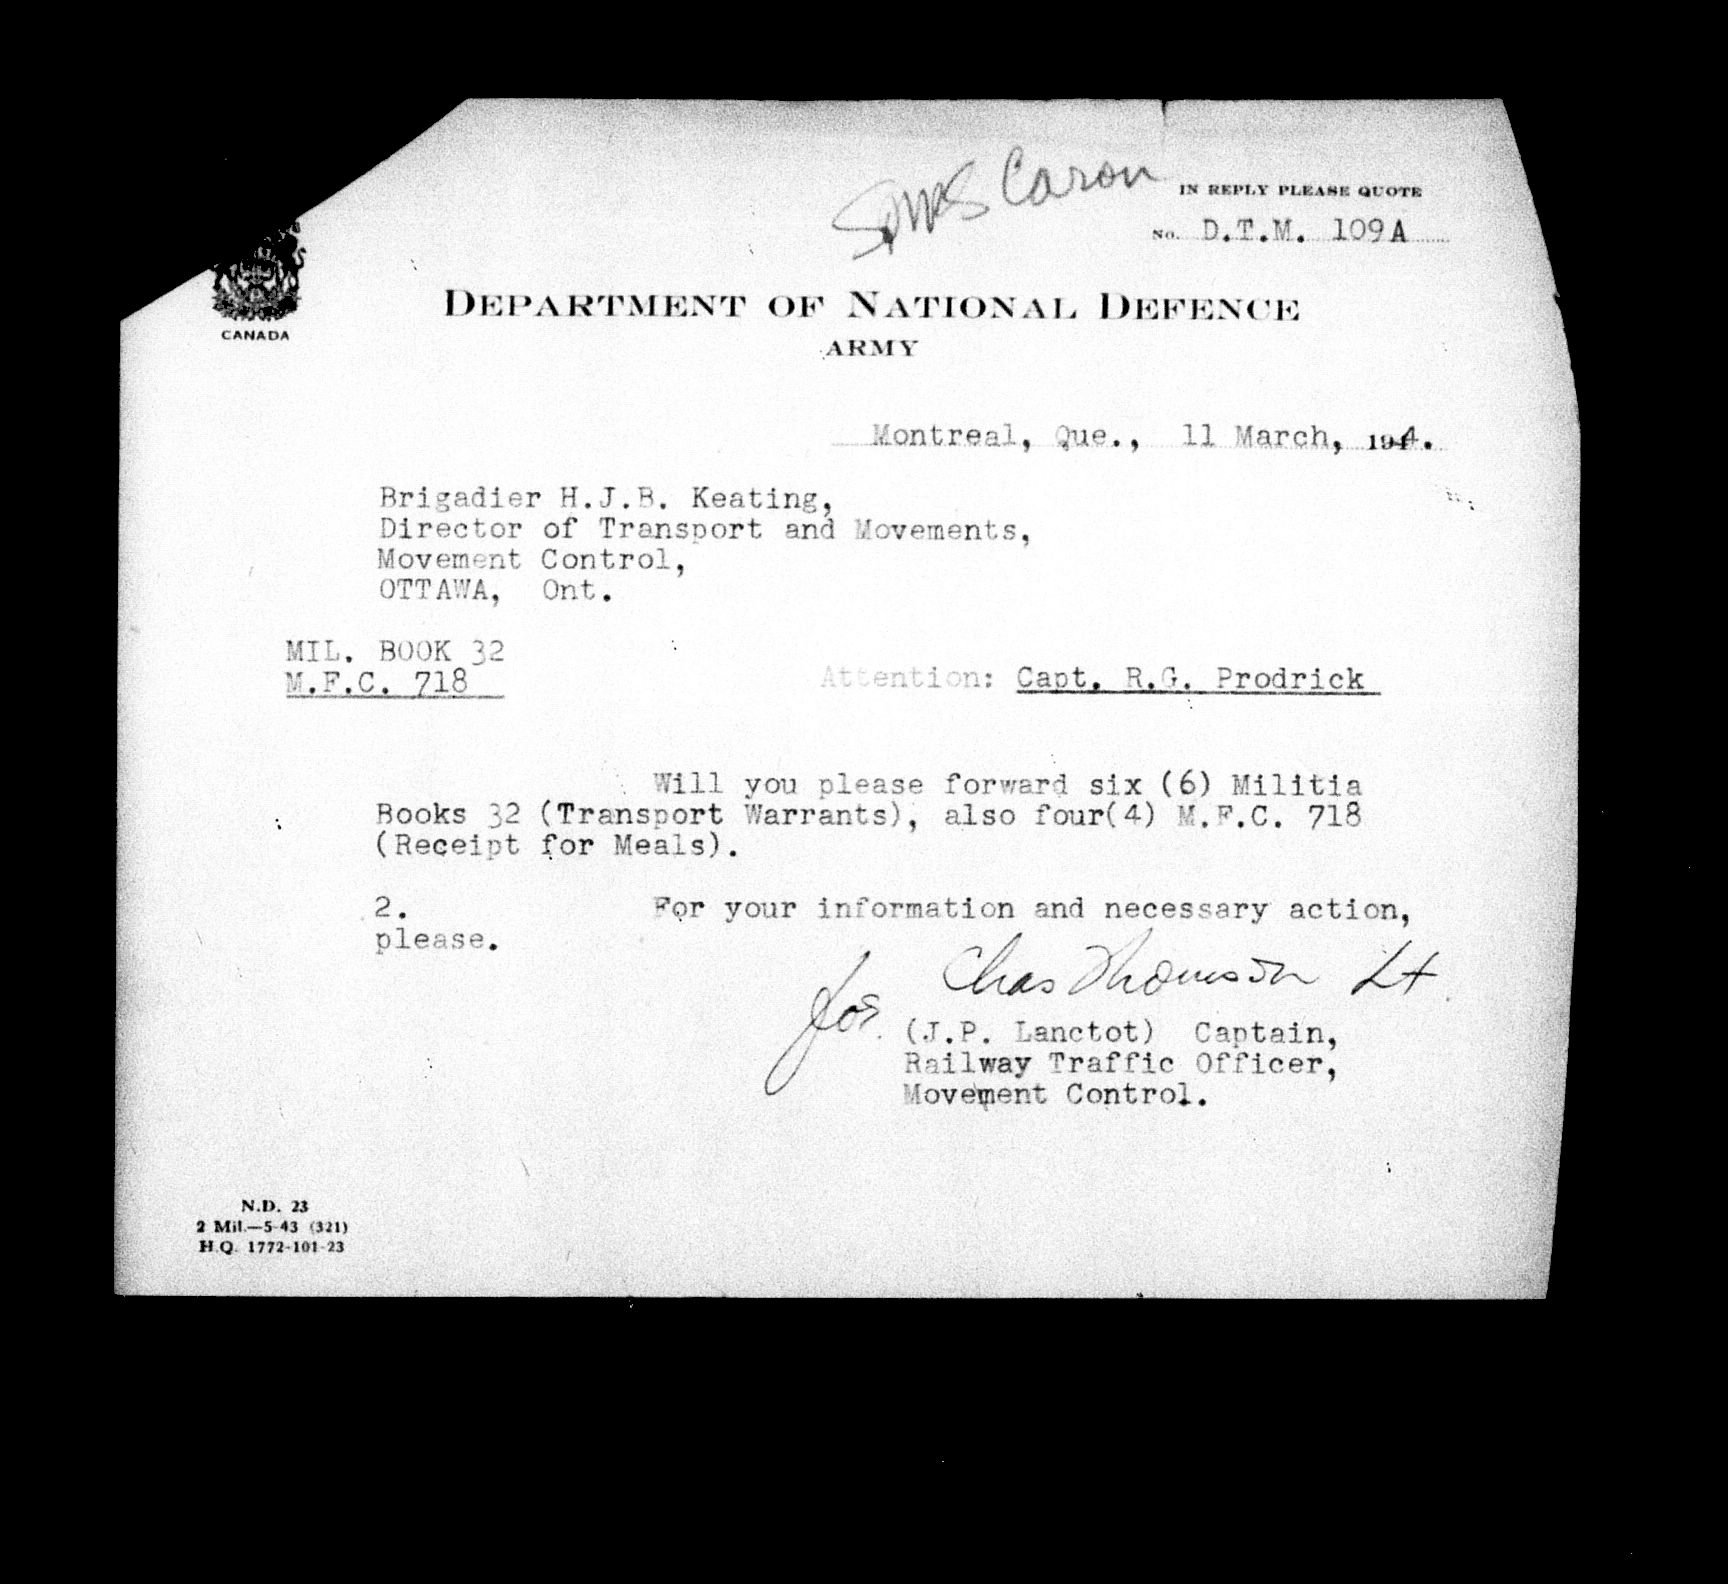 Caron
IN REPLY PLEASE QUOTE
No. D.T.M. 109A
CANADA
DEPARTMENT OF NATIONAL DEFENCE
ARMY
Montreal, Que., 11 March, 1944.
Brigadier H.J.B. Keating,
Director of Transport and Movements,
Movement Control,
OTTAWA, Ont.
MIL. BOOK 32
M.F.C. 718
Attention: Capt. R.G. Prodrick
Will you please forward six (6) Militia
Books 32 (Transport Warrants), also four(4) M.F.C. 718
(Receipt for Meals).
2. For your information and necessary action,
please.
Chas Thomson Lt
for
(J.P. Lanctot) Captain,
Railway Traffic Officer,
Movement Control.
N.D. 23
2 Mil.—5-43 (321)
H.Q. 1772-101-23